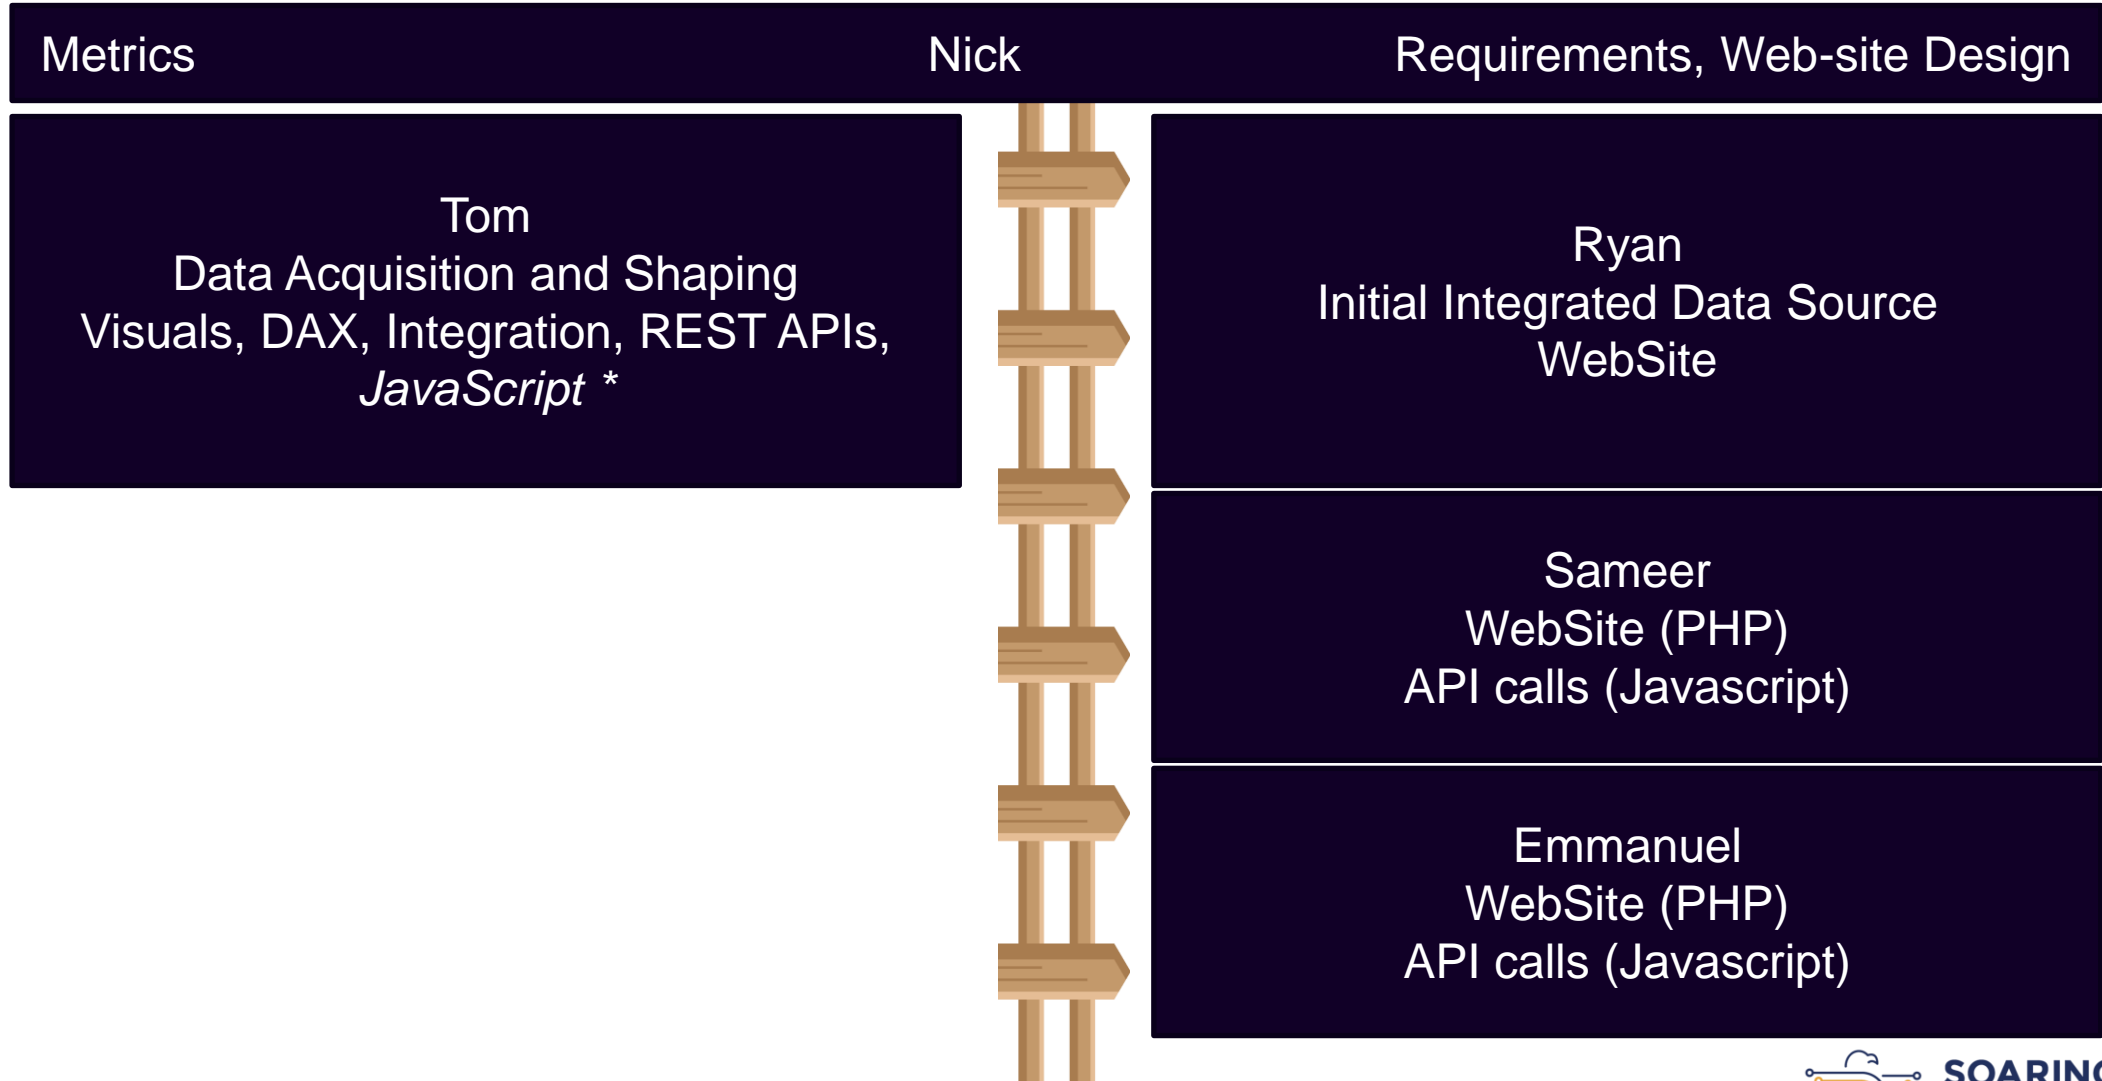 Metrics Nick Requirements, Web-site Design
Tom
Data Acquisition and Shaping
Visuals, DAX, Integration, REST APIs,
JavaScript *
Ryan
Initial Integrated Data Source
WebSite
Sameer
WebSite (PHP)
API calls (Javascript)
Emmanuel
WebSite (PHP)
API calls (Javascript)
SOARING